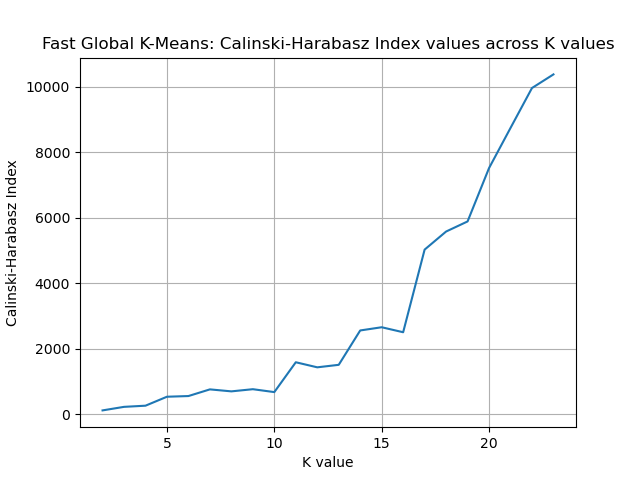 Fast Global K-Means: Calinski-Harabasz Index values across K values
10000
8000
6000
4000
2000
0
Calinski-Harabasz Index
5 10 15 20
K value